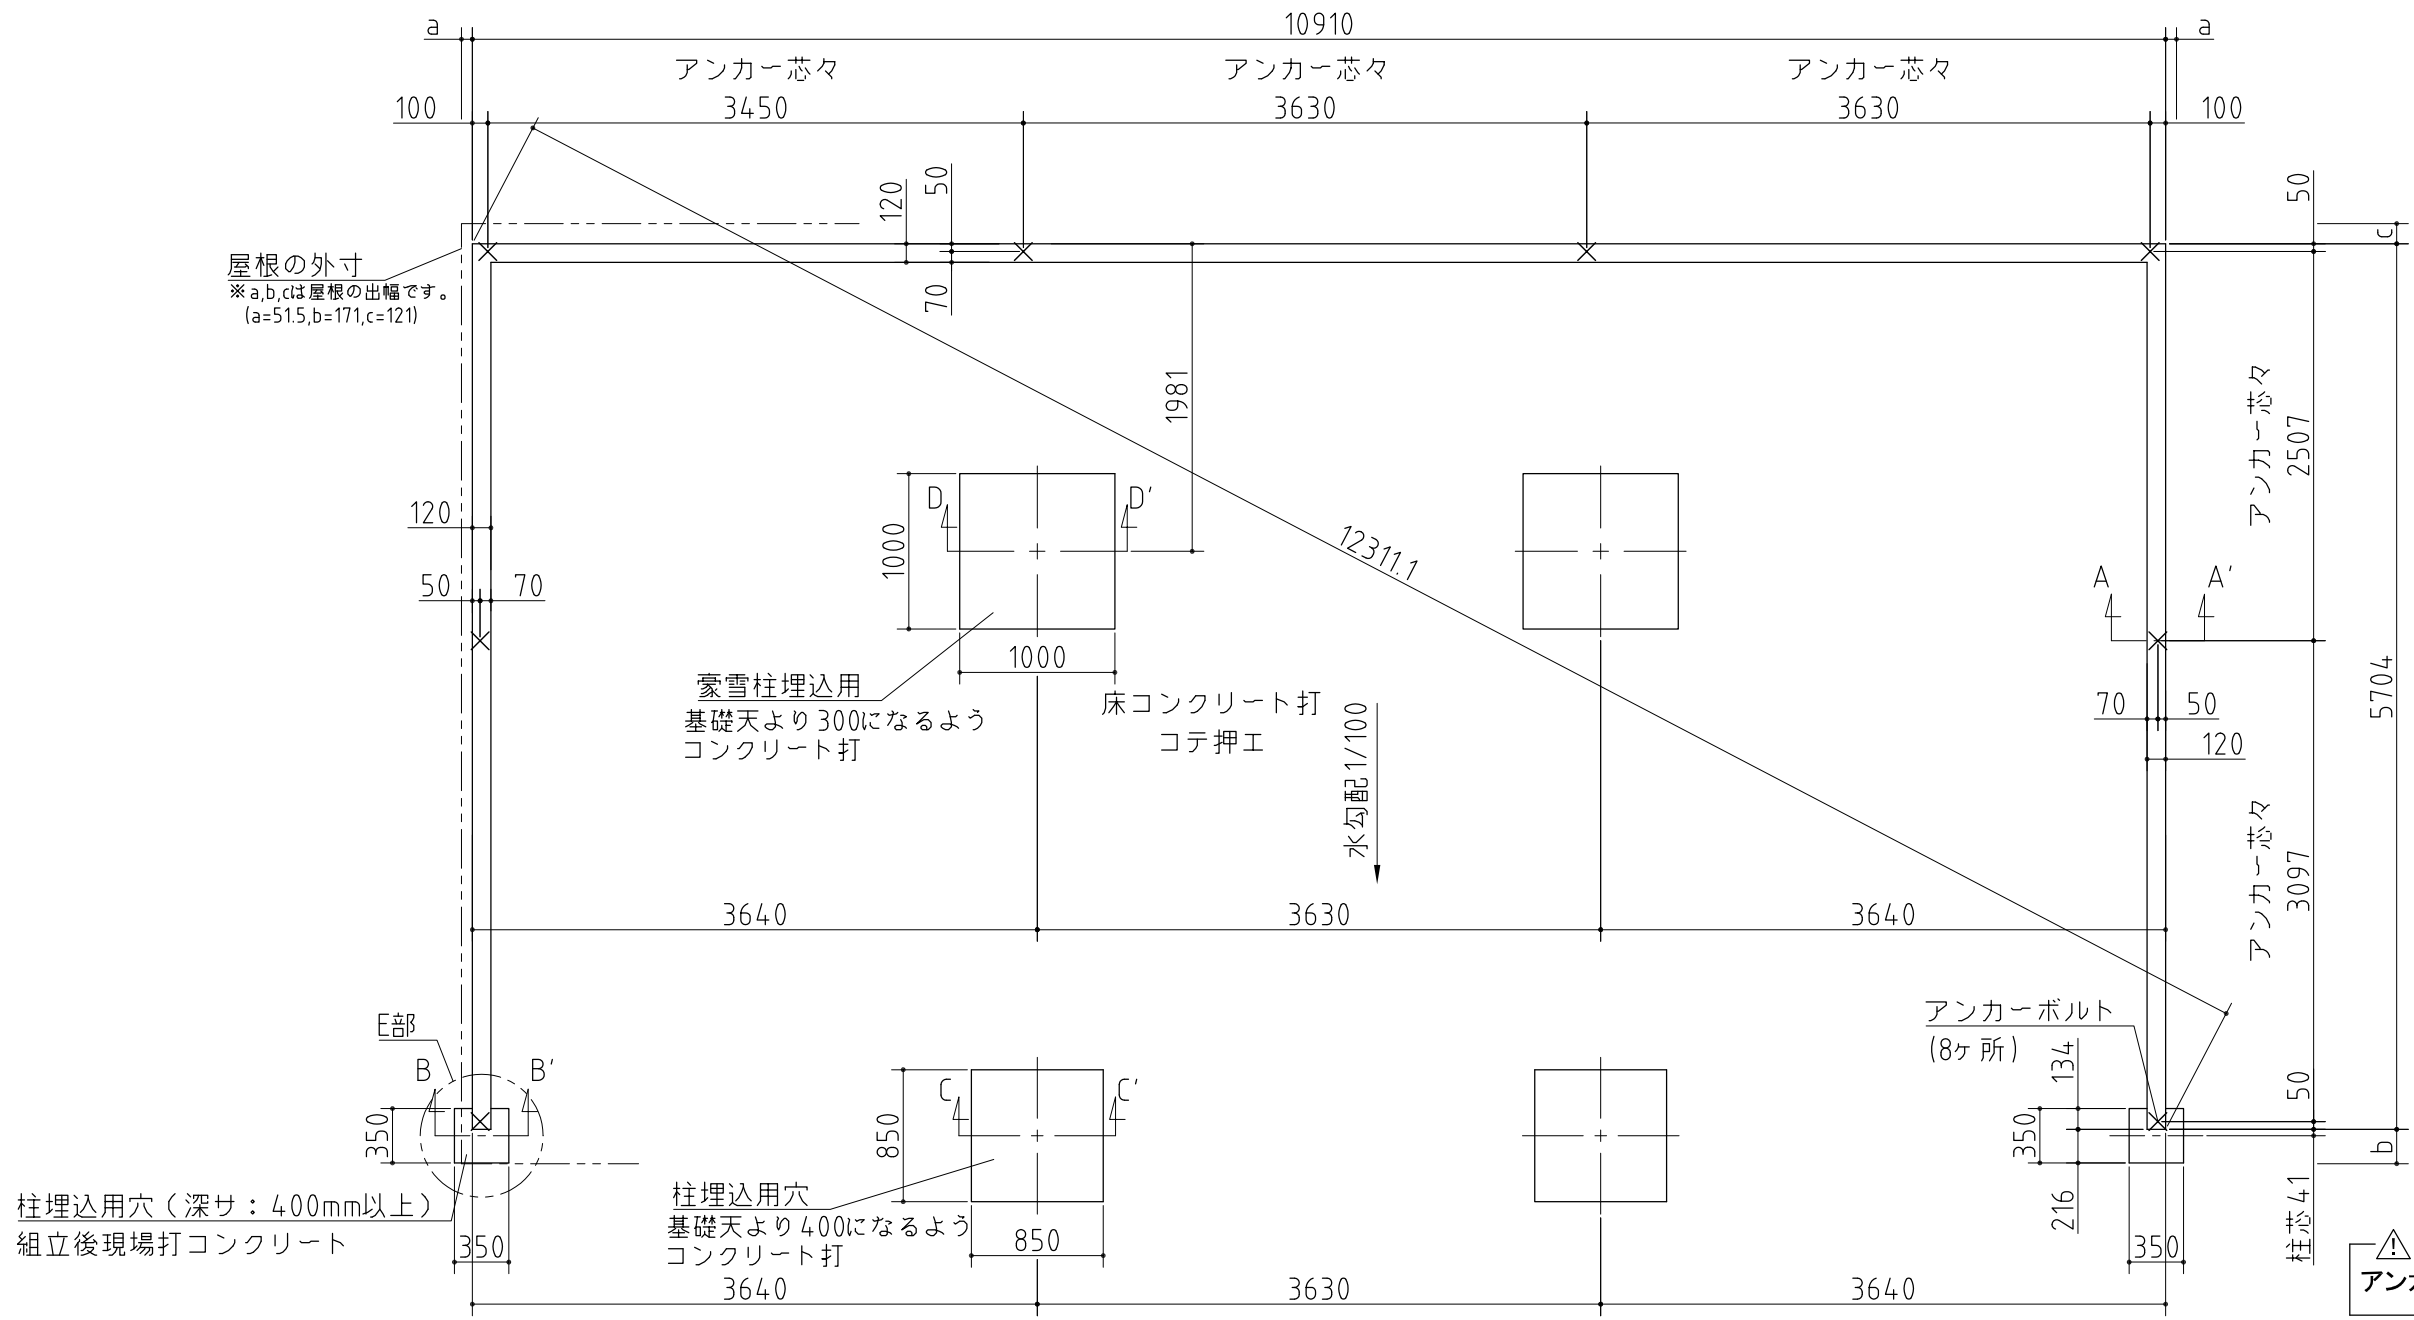 a
10910
a
アンカー芯々
アンカー芯々
アンカー芯々
100
3450
3630
3630
100
120
50
50
c
屋根の外寸
※a,b,cは屋根の出幅です。
(a=51.5,b=171,c=121)
70
1981
アンカー芯々
2507
D
D'
120
1000
12311.1
50
70
A
A'
1000
豪雪柱埋込用
基礎天より300になるよう
コンクリート打
床コンクリート打
コテ押エ
水勾配1/100
70
50
120
5704
アンカー芯々
3097
3640
3630
3640
E部
アンカーボルト
(8ヶ所)
B
B'
C
C'
134
50
350
850
350
b
柱埋込用穴(深サ:400mm以上)
組立後現場打コンクリート
350
柱埋込用穴
基礎天より400になるよう
コンクリート打
850
216
350
柱芯41
3640
3630
3640
アンカ